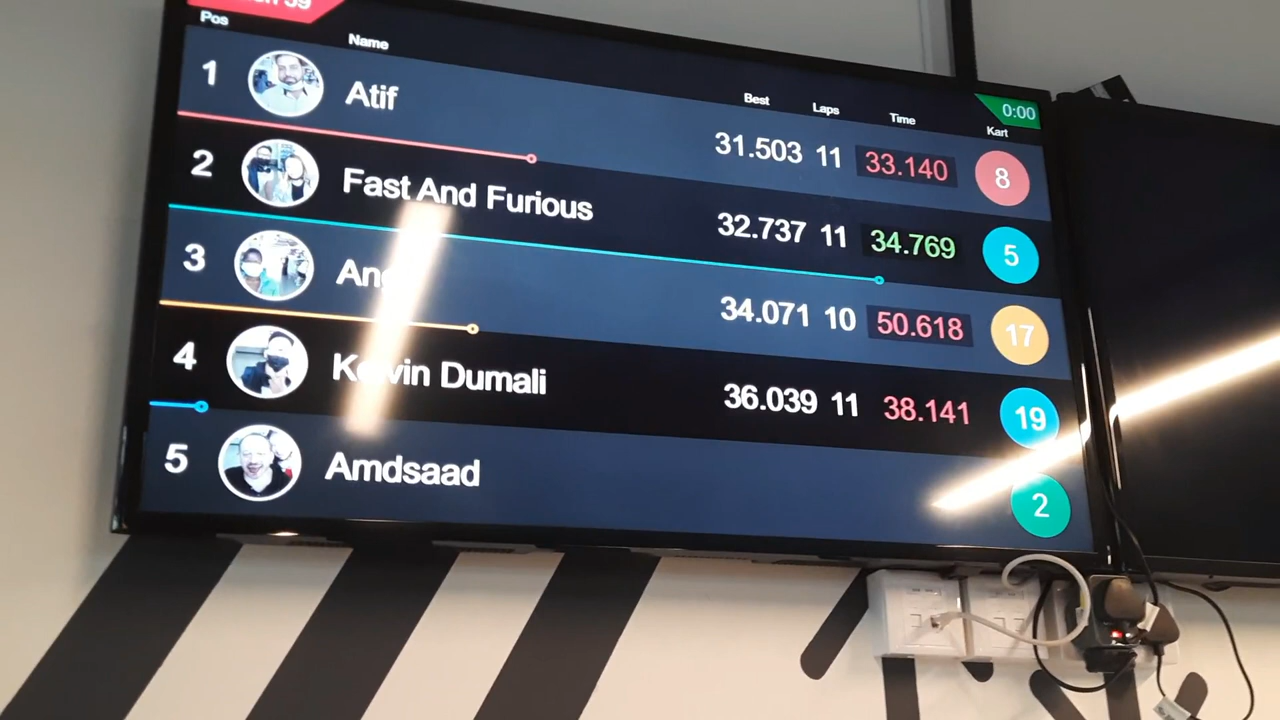 59
Pos Name Best Laps Time Kart 0:00
1 Atif 31.503 11 33.140 8
2 Fast And Furious 32.737 11 34.769 5
3 34.071 10 50.618 17
4 Dumali 36.039 11 38.141 19
5 Amdsaad 2